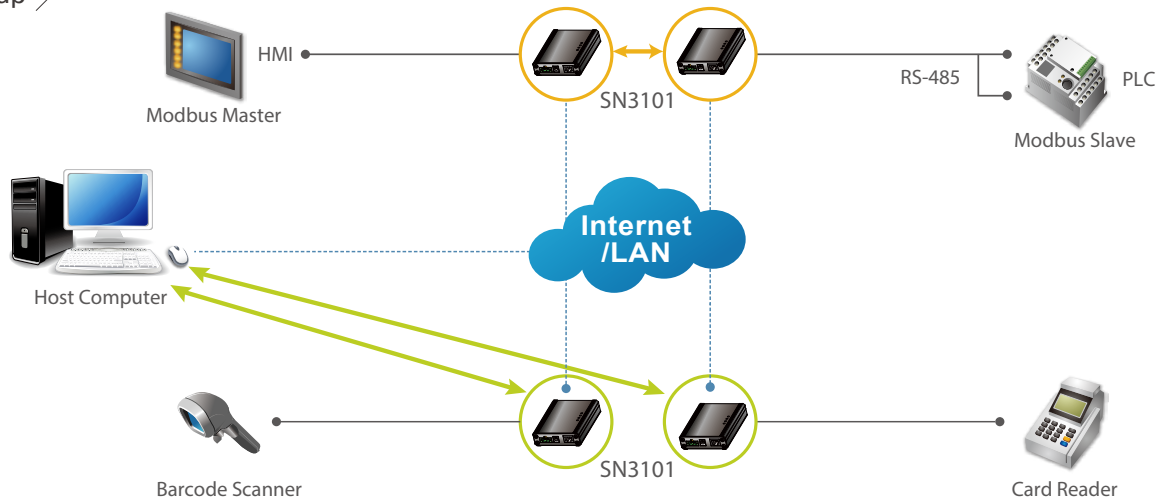 HMI
Modbus Master
SN3101
RS-485
PLC
Modbus Slave
Internet
/LAN
Host Computer
SN3101
Barcode Scanner
Card Reader